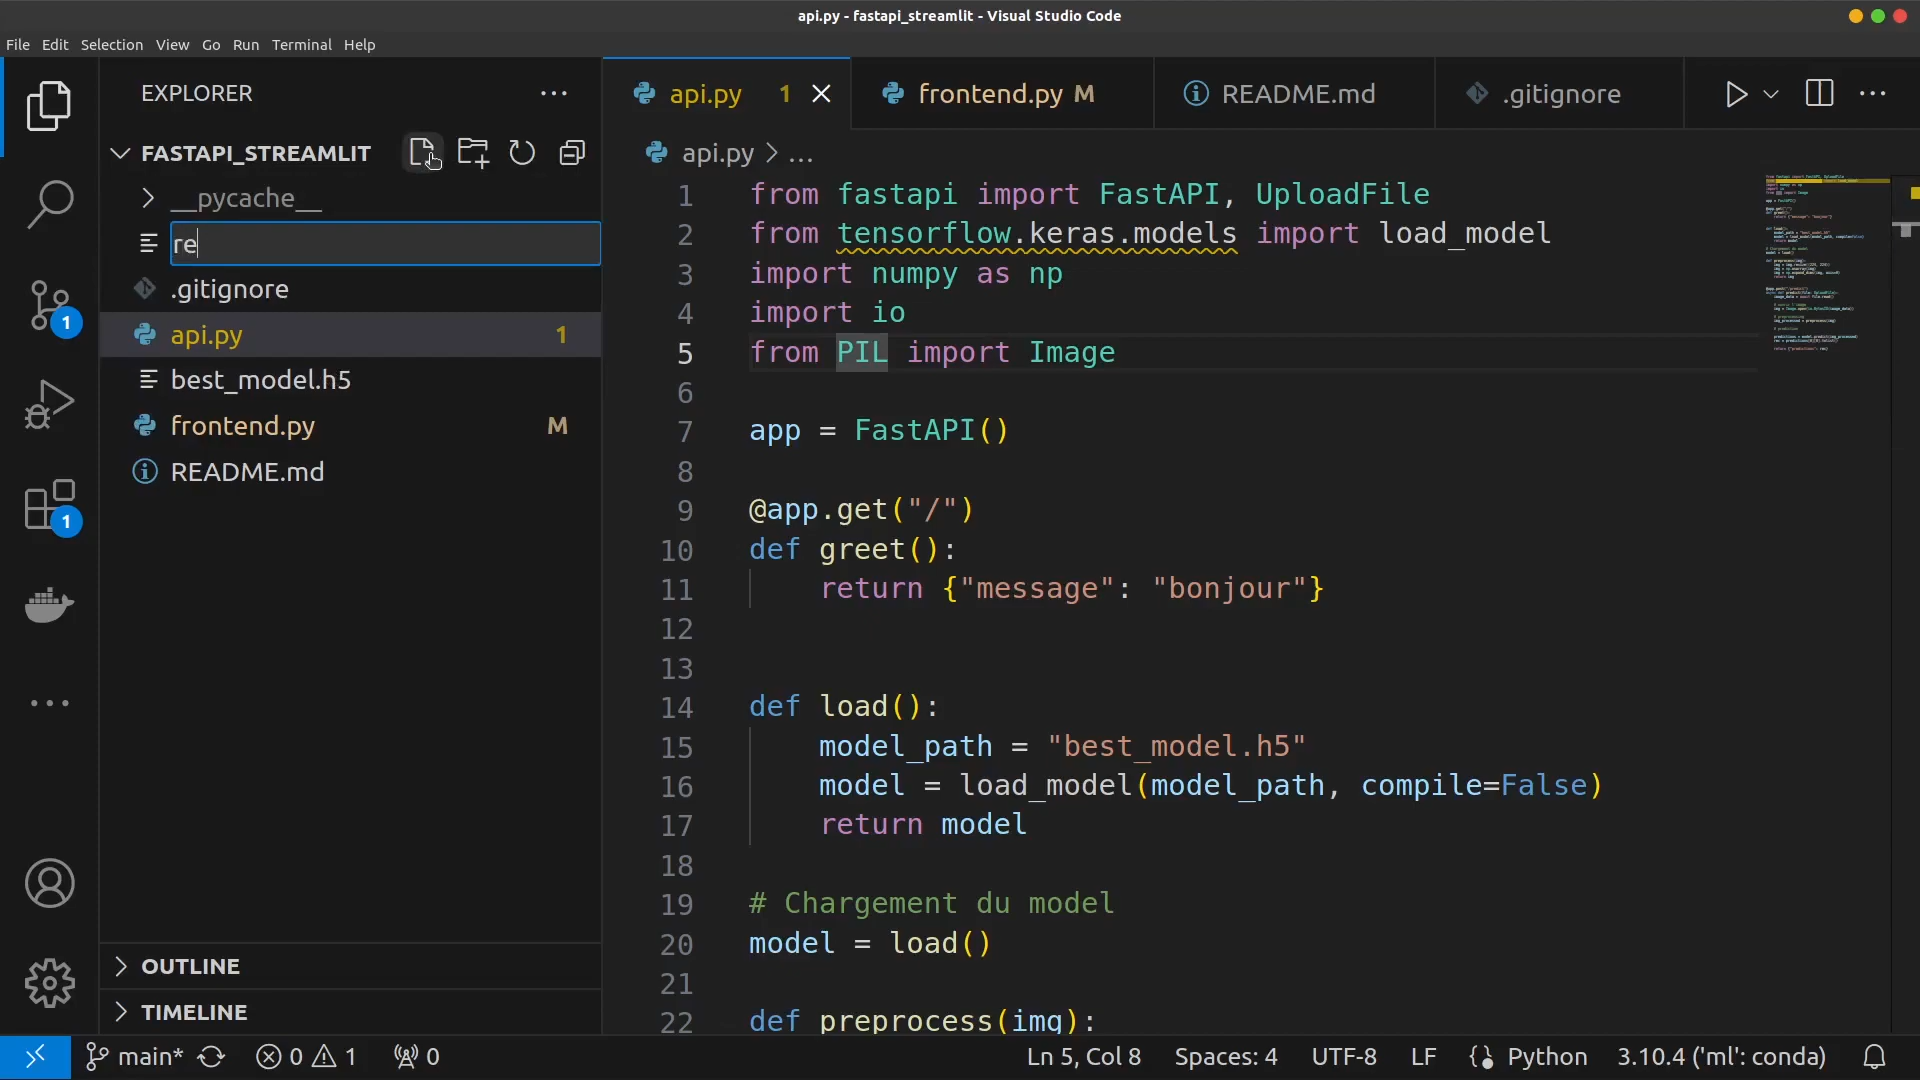 api.py - fastapi_streamlit - Visual Studio Code
File Edit Selection View Go Run Terminal Help
EXPLORER
FASTAPI_STREAMLIT
__pycache__
re
.gitignore
api.py 1
best_model.h5
frontend.py M
README.md
OUTLINE
TIMELINE
1
1
api.py 1
frontend.py M
README.md
.gitignore
api.py > ...
1 from fastapi import FastAPI, UploadFile
2 from tensorflow.keras.models import load_model
3 import numpy as np
4 import io
5 from PIL import Image
6
7 app = FastAPI()
8
9 @app.get("/")
10 def greet():
11 return {"message": "bonjour"}
12
13
14 def load():
15 model_path = "best_model.h5"
16 model = load_model(model_path, compile=False)
17 return model
18
19 # Chargement du model
20 model = load()
21
22 def preprocess(img):
main* 0 1 0 Ln 5, Col 8 Spaces: 4 UTF-8 LF Python 3.10.4 ('ml': conda)